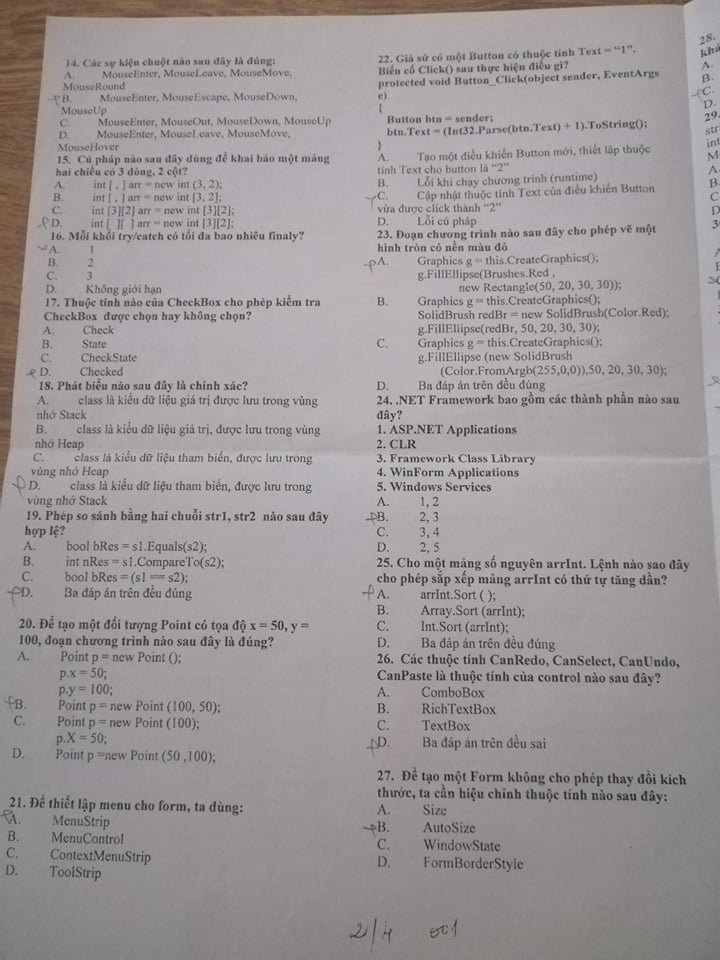 14. Các sự kiện chuột nào sau đây là đúng:
A. MouseEnter, MouseLeave, MouseMove,
MouseRound
B. MouseEnter, MouseEscape, MouseDown,
MouseUp
C. MouseEnter, MouseOut, MouseDown, MouseUp
D. MouseEnter, MouseLeave, MouseMove,
MouseHover
15. Cú pháp nào sau đây dùng để khai báo một mảng
hai chiều có 3 dòng, 2 cột?
A. int [ , ] arr = new int (3, 2);
B. int [ , ] arr = new int [3, 2];
C. int [3][2] arr = new int [3][2];
D. int [ ][ ] arr = new int [3][2];
16. Mỗi khối try/catch có tối đa bao nhiêu finaly?
A. 1
B. 2
C. 3
D. Không giới hạn
17. Thuộc tính nào của CheckBox cho phép kiểm tra
CheckBox được chọn hay không chọn?
A. Check
B. State
C. CheckState
D. Checked
18. Phát biểu nào sau đây là chính xác?
A. class là kiểu dữ liệu giá trị được lưu trong vùng
nhớ Stack
B. class là kiểu dữ liệu giá trị, được lưu trong vùng
nhớ Heap
C. class là kiểu dữ liệu tham biến, được lưu trong
vùng nhớ Heap
D. class là kiểu dữ liệu tham biến, được lưu trong
vùng nhớ Stack
19. Phép so sánh bằng hai chuỗi str1, str2 nào sau đây
hợp lệ?
A. bool bRes = s1.Equals(s2);
B. int nRes = s1.CompareTo(s2);
C. bool bRes = (s1 == s2);
D. Ba đáp án trên đều đúng
20. Để tạo một đối tượng Point có tọa độ x = 50, y =
100, đoạn chương trình nào sau đây là đúng?
A. Point p = new Point ();
p.x = 50;
p.y = 100;
B. Point p = new Point (100, 50);
C. Point p = new Point (100);
p.X = 50;
D. Point p =new Point (50 ,100);
21. Để thiết lập menu cho form, ta dùng:
A. MenuStrip
B. MenuControl
C. ContextMenuStrip
D. ToolStrip
22. Giả sử có một Button có thuộc tính Text = “1”.
Biến cố Click() sau thực hiện điều gì?
protected void Button_Click(object sender, EventArgs
e)
{
Button btn = sender;
btn.Text = (Int32.Parse(btn.Text) + 1).ToString();
}
A. Tạo một điều khiển Button mới, thiết lập thuộc
tính Text cho button là “2”
B. Lỗi khi chạy chương trình (runtime)
C. Cập nhật thuộc tính Text của điều khiển Button
vừa được click thành “2”
D. Lỗi cú pháp
23. Đoạn chương trình nào sau đây cho phép vẽ một
hình tròn có nền màu đỏ
A. Graphics g = this.CreateGraphics();
g.FillEllipse(Brushes.Red ,
new Rectangle(50, 20, 30, 30));
B. Graphics g = this.CreateGraphics();
SolidBrush redBr = new SolidBrush(Color.Red);
g.FillEllipse(redBr, 50, 20, 30, 30);
C. Graphics g = this.CreateGraphics();
g.FillEllipse (new SolidBrush
(Color.FromArgb(255,0,0)),50, 20, 30, 30);
D. Ba đáp án trên đều đúng
24. .NET Framework bao gồm các thành phần nào sau
đây?
1. ASP.NET Applications
2. CLR
3. Framework Class Library
4. WinForm Applications
5. Windows Services
A. 1, 2
B. 2, 3
C. 3, 4
D. 2, 5
25. Cho một mảng số nguyên arrInt. Lệnh nào sao đây
cho phép sắp xếp mảng arrInt có thứ tự tăng dần?
A. arrInt.Sort ( );
B. Array.Sort (arrInt);
C. Int.Sort (arrInt);
D. Ba đáp án trên đều đúng
26. Các thuộc tính CanRedo, CanSelect, CanUndo,
CanPaste là thuộc tính của control nào sau đây?
A. ComboBox
B. RichTextBox
C. TextBox
D. Ba đáp án trên đều sai
27. Để tạo một Form không cho phép thay đổi kích
thước, ta cần hiệu chỉnh thuộc tính nào sau đây:
A. Size
B. AutoSize
C. WindowState
D. FormBorderStyle
2/4 001
28.
A.
B.
C.
D.
29.